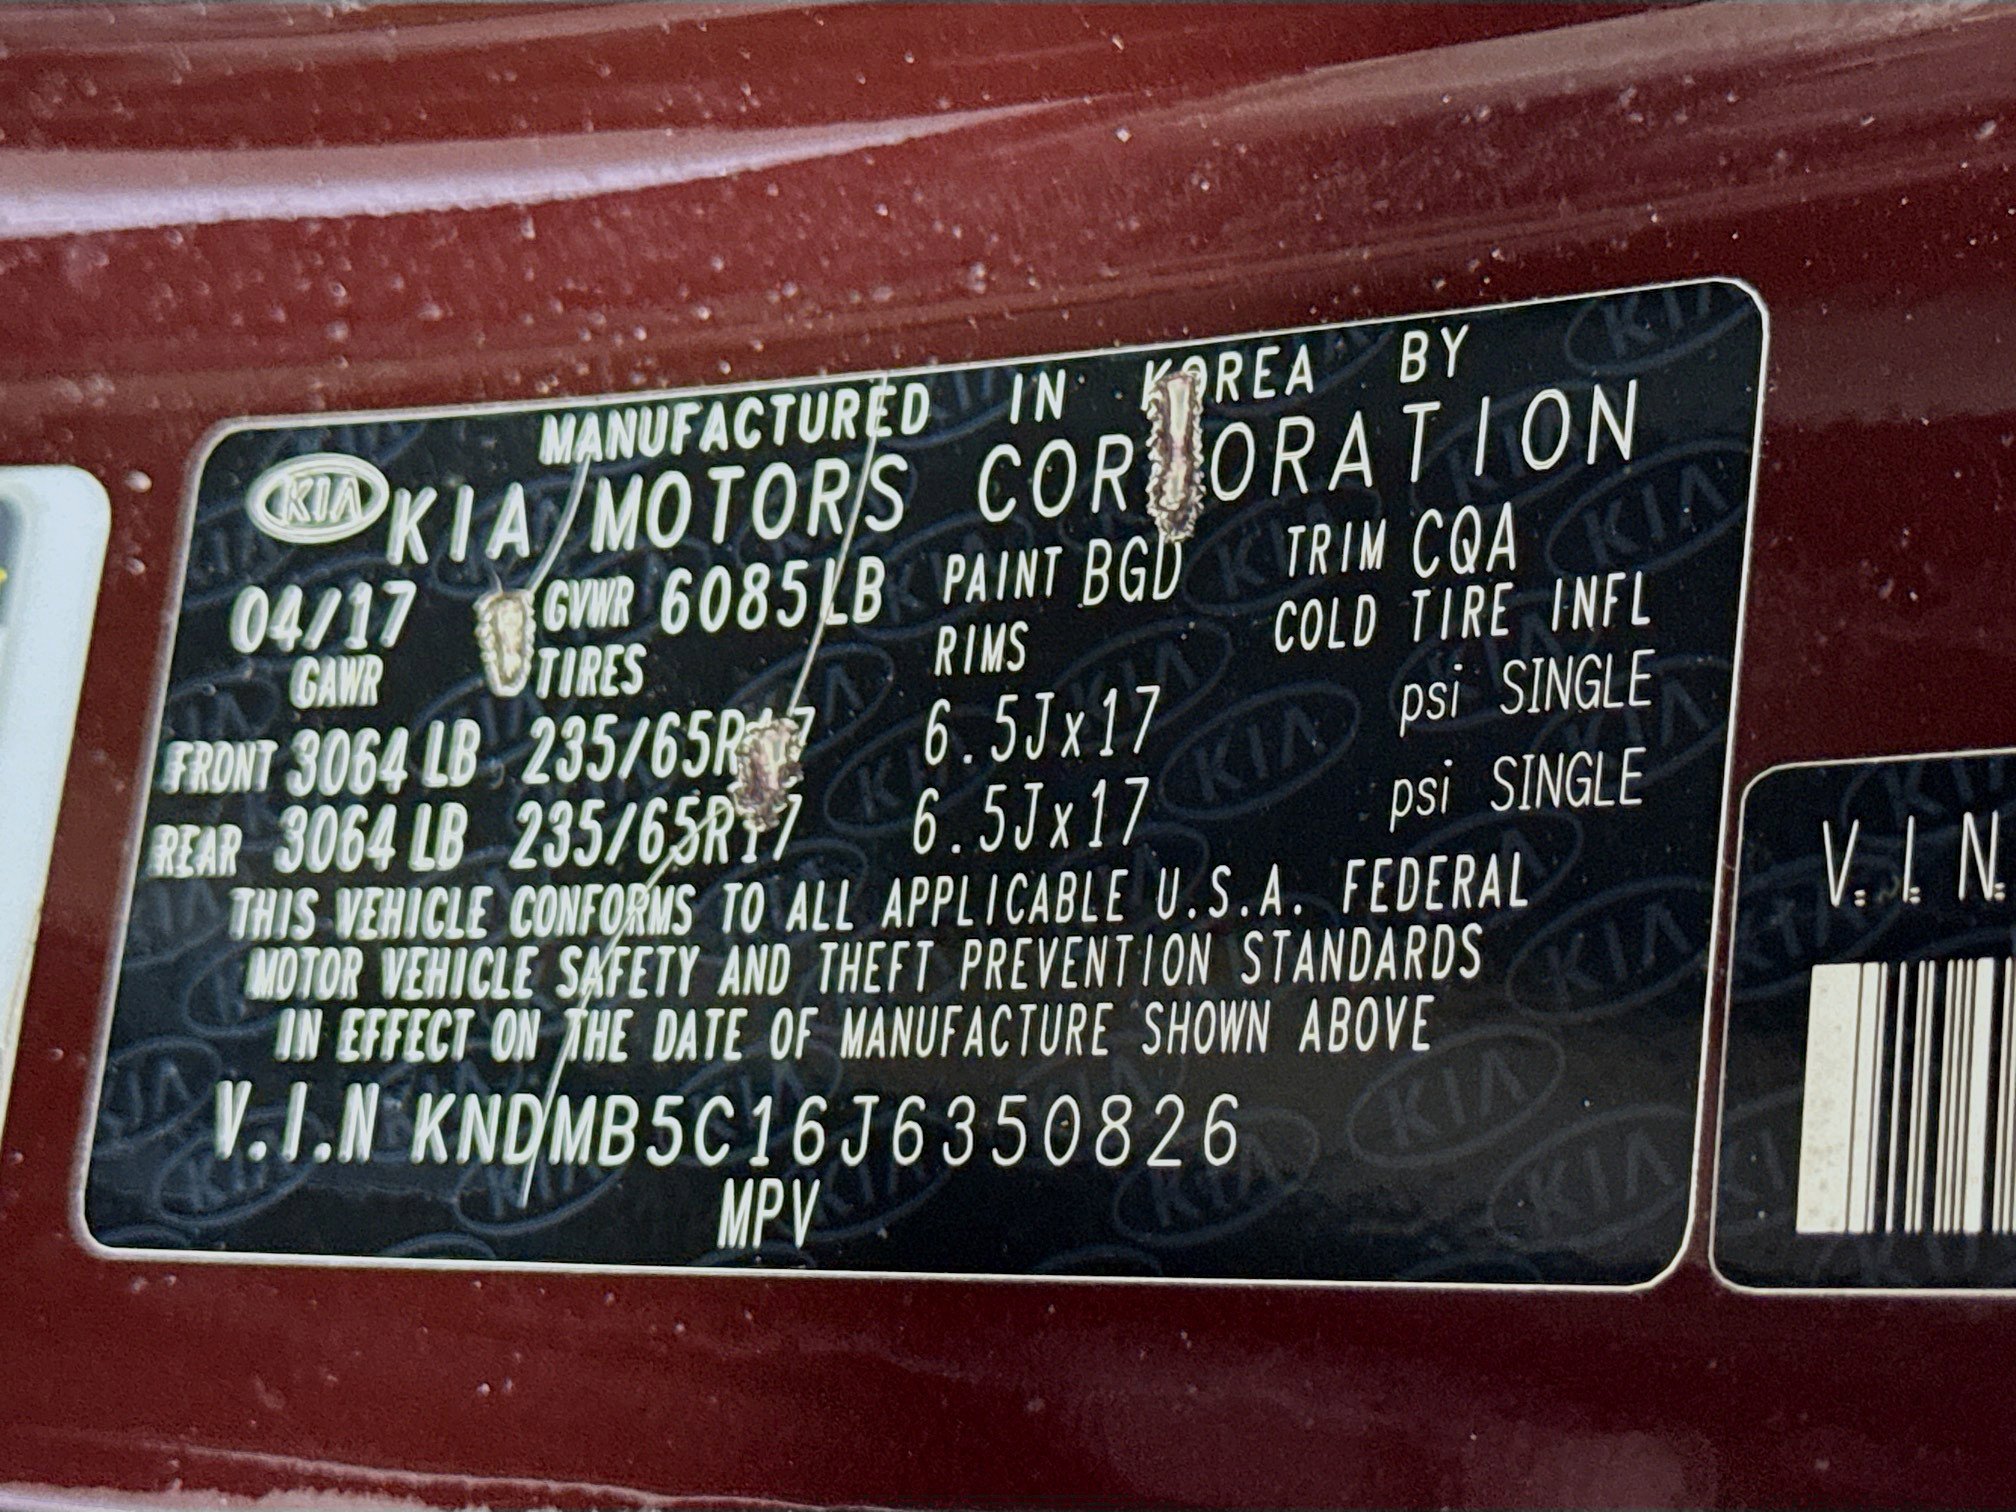 MANUFACTURED IN KOREA BY
KIA KIA MOTORS CORPORATION
04/17 GVWR 6085LB PAINT BGD TRIM CQA
GAWR TIRES RIMS COLD TIRE INFL
FRONT 3064 LB 235/65R17 6.5Jx17 psi SINGLE
REAR 3064 LB 235/65R17 6.5Jx17 psi SINGLE
THIS VEHICLE CONFORMS TO ALL APPLICABLE U.S.A. FEDERAL
MOTOR VEHICLE SAFETY AND THEFT PREVENTION STANDARDS
IN EFFECT ON THE DATE OF MANUFACTURE SHOWN ABOVE
V.I.N KNDMB5C16J6350826
MPV
V.I.N.